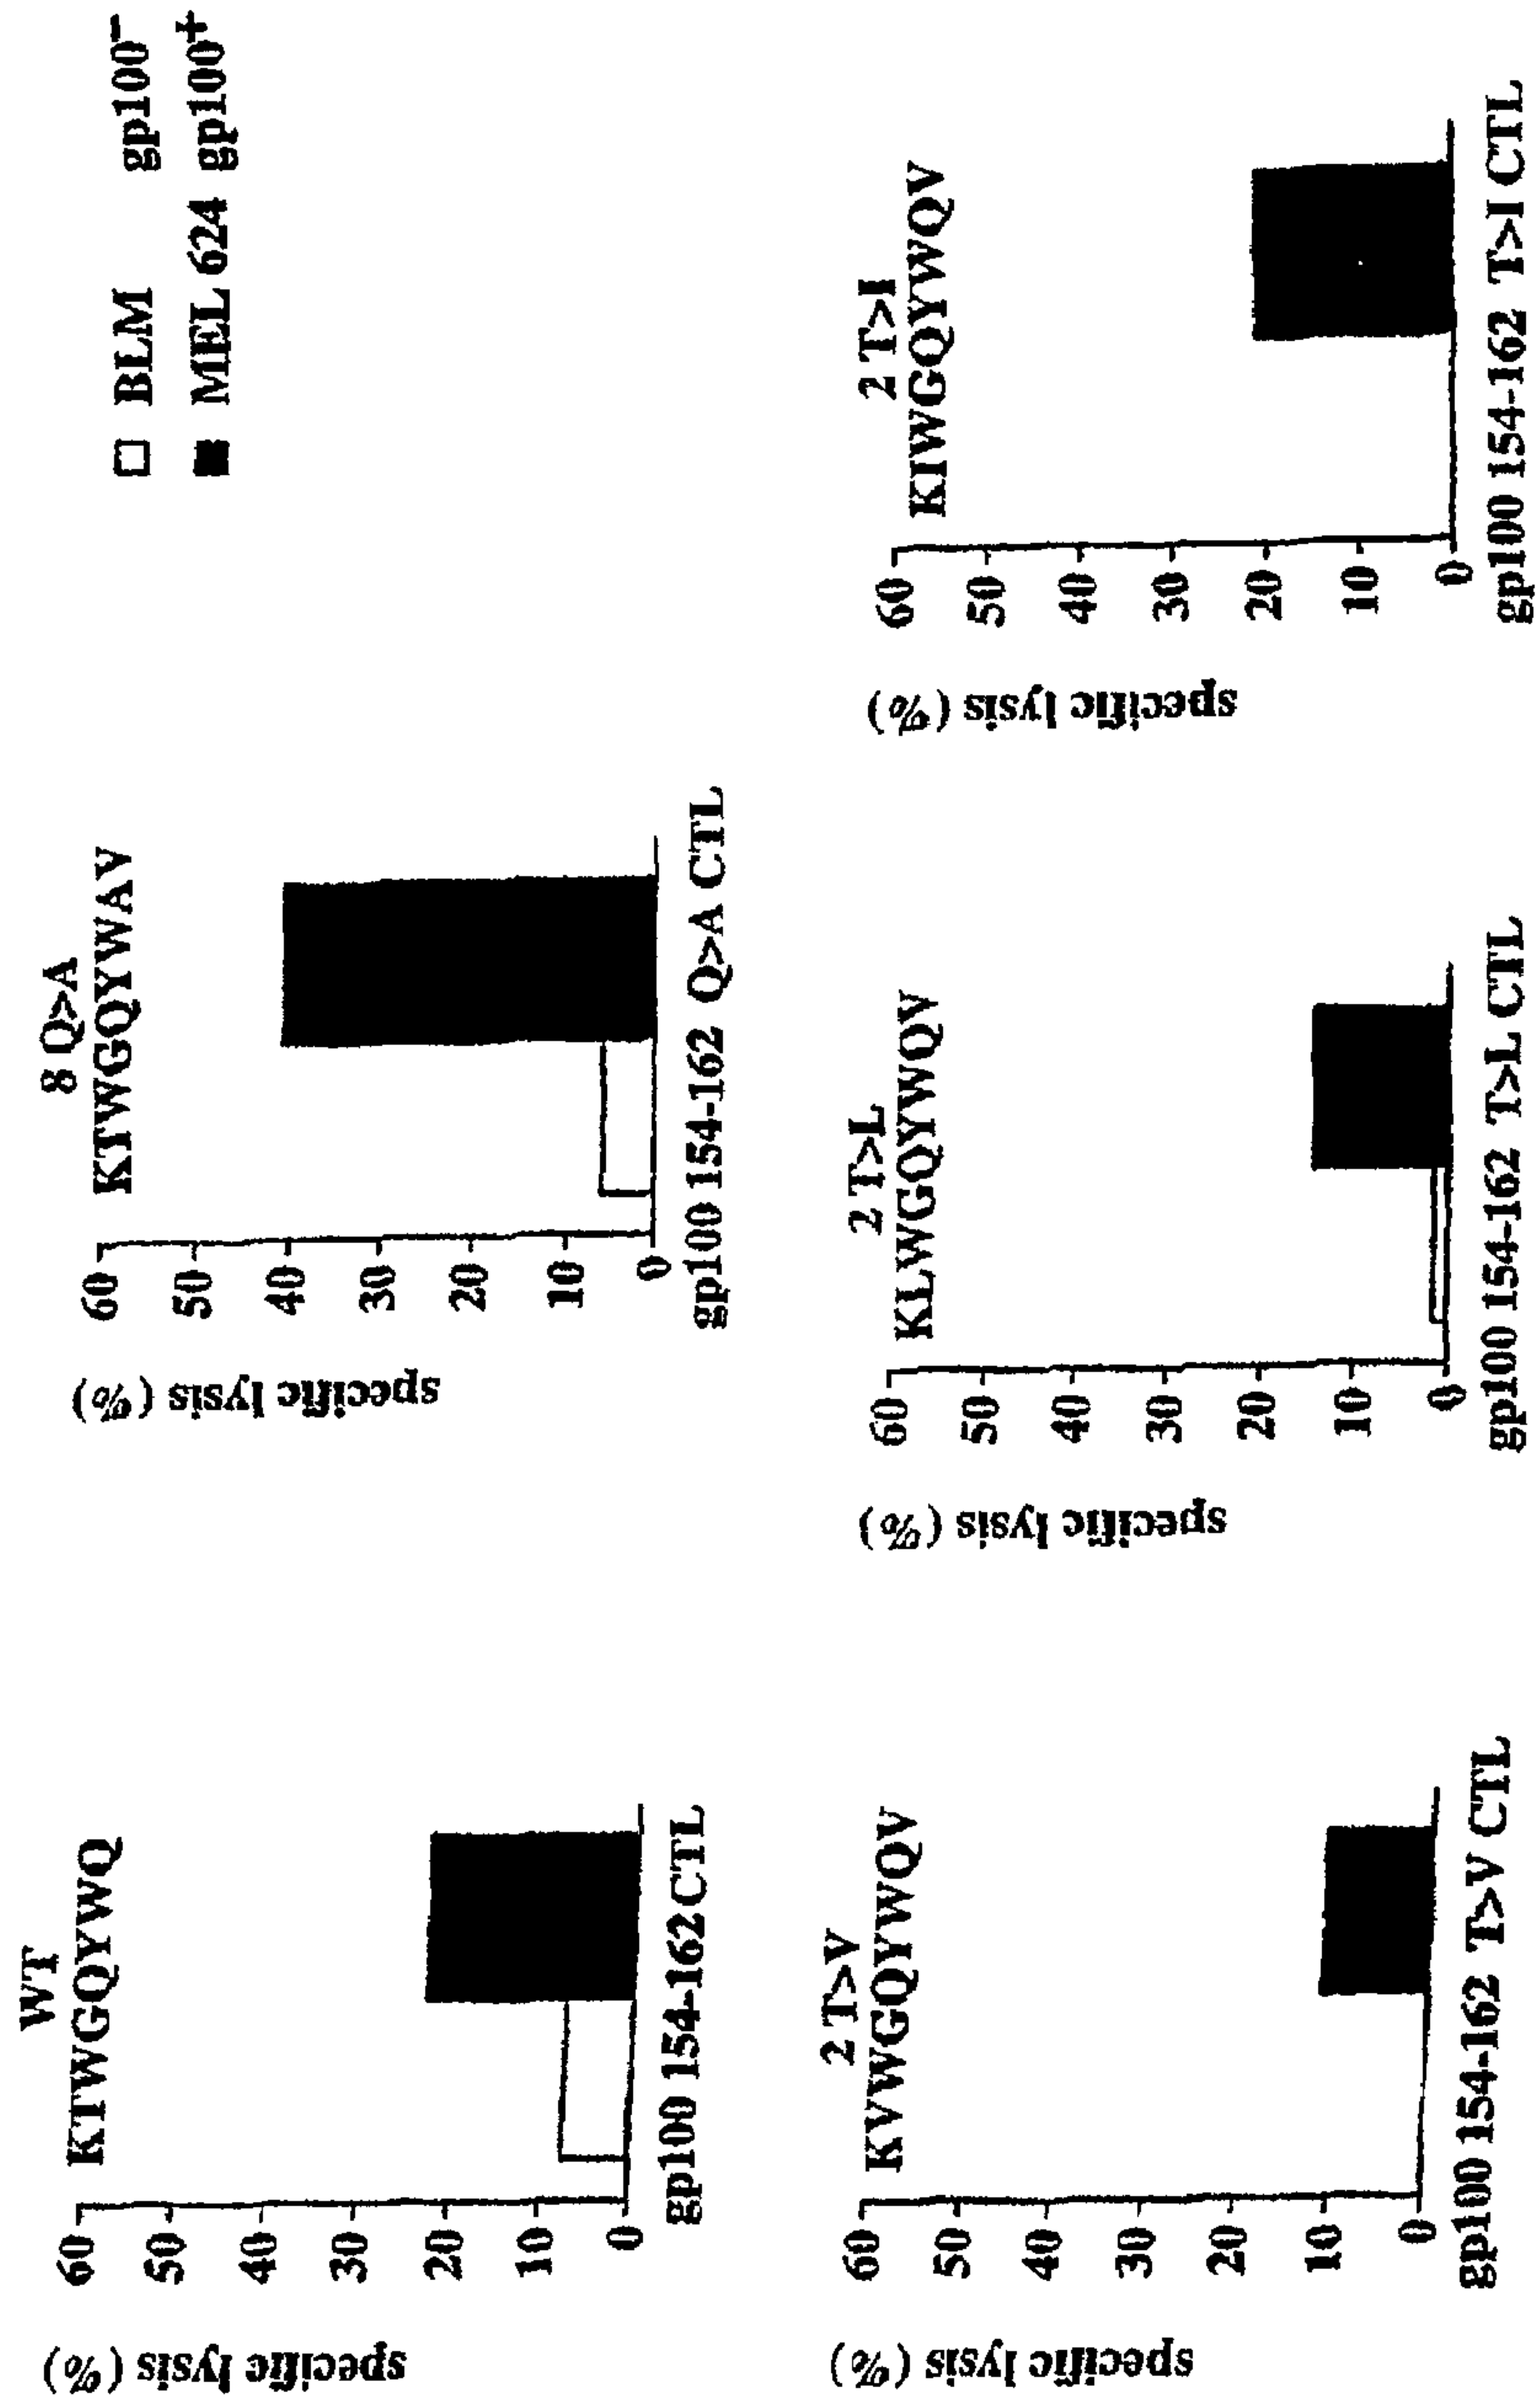 WT
KTWGQYWQ
specific lysis (%)
60
50
40
30
20
10
0
gp100 154-162 CTL
8 Q>A
KTWGQYWAV
specific lysis (%)
60
50
40
30
20
10
0
gp100 154-162 Q>A CTL
BLM gp100⁻
MEL 624 gp100⁺
2 T>V
KVWGQYWQV
specific lysis (%)
60
50
40
30
20
10
0
gp100 154-162 T>V CTL
2 T>L
KLWGQYWQV
specific lysis (%)
60
50
40
30
20
10
0
gp100 154-162 T>L CTL
2 T>I
KIWGQYWQV
specific lysis (%)
60
50
40
30
20
10
0
gp100 154-162 T>I CTL